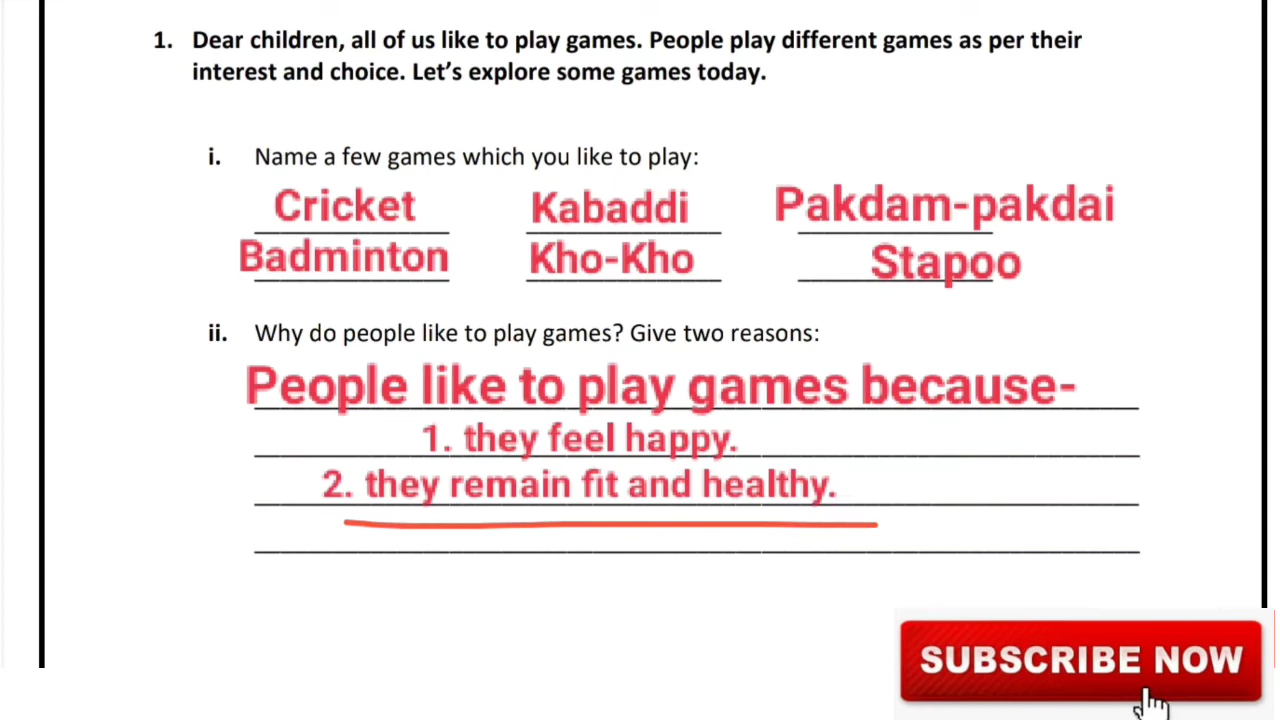 1. Dear children, all of us like to play games. People play different games as per their
interest and choice. Let's explore some games today.
i. Name a few games which you like to play:
Cricket Kabaddi Pakdam-pakdai
Badminton Kho-Kho Stapoo
ii. Why do people like to play games? Give two reasons:
People like to play games because-
1. they feel happy.
2. they remain fit and healthy.
SUBSCRIBE NOW